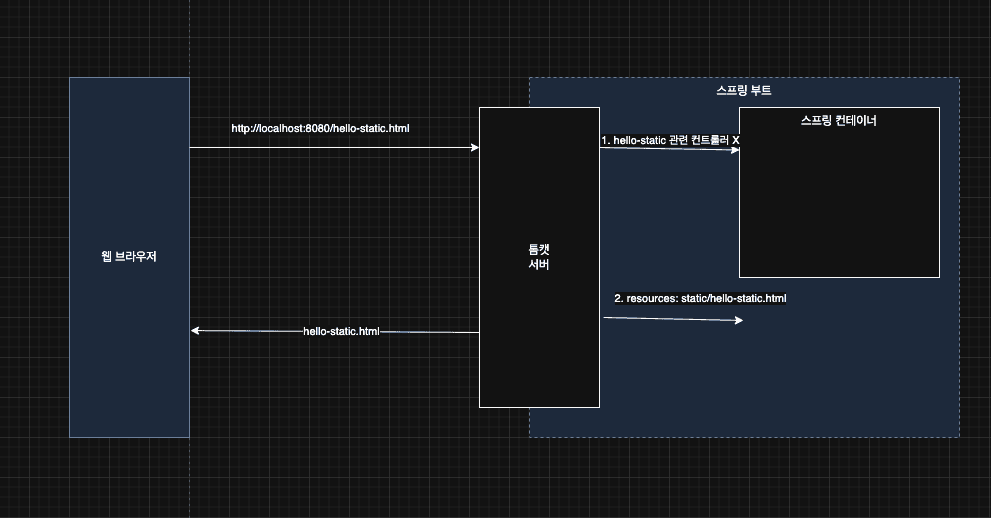 스프링 부트
스프링 컨테이너
http://localhost:8080/hello-static.html
1. hello-static 관련 컨트롤러 X
웹 브라우저
톰캣
서버
2. resources: static/hello-static.html
hello-static.html